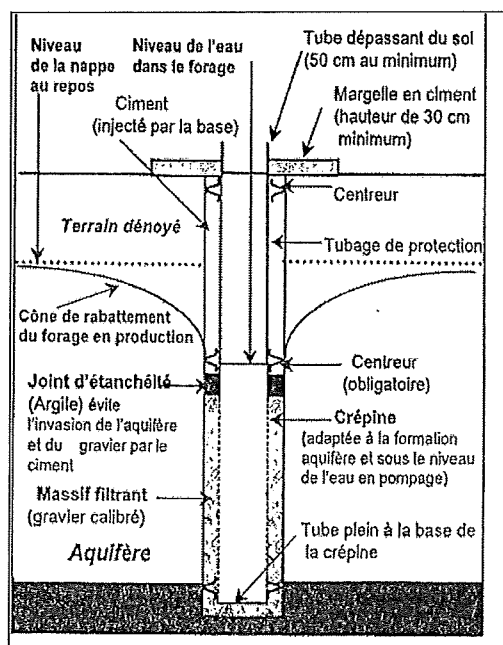 Niveau
de la nappe
au repos
Niveau de l'eau
dans le forage
Tube dépassant du sol
(50 cm au minimum)
Ciment
(injecté par la base)
Margelle en ciment
(hauteur de 30 cm
minimum)
Centreur
Terrain dénoyé
Tubage de protection
Cône de rabattement
du forage en production
Joint d'étanchéité
(Argile) évite
l'invasion de l'aquifère
et du gravier par le
ciment
Centreur
(obligatoire)
Crépine
(adaptée à la formation
aquifère et sous le niveau
de l'eau en pompage)
Massif filtrant
(gravier calibré)
Tube plein à la base de
la crépine
Aquifère